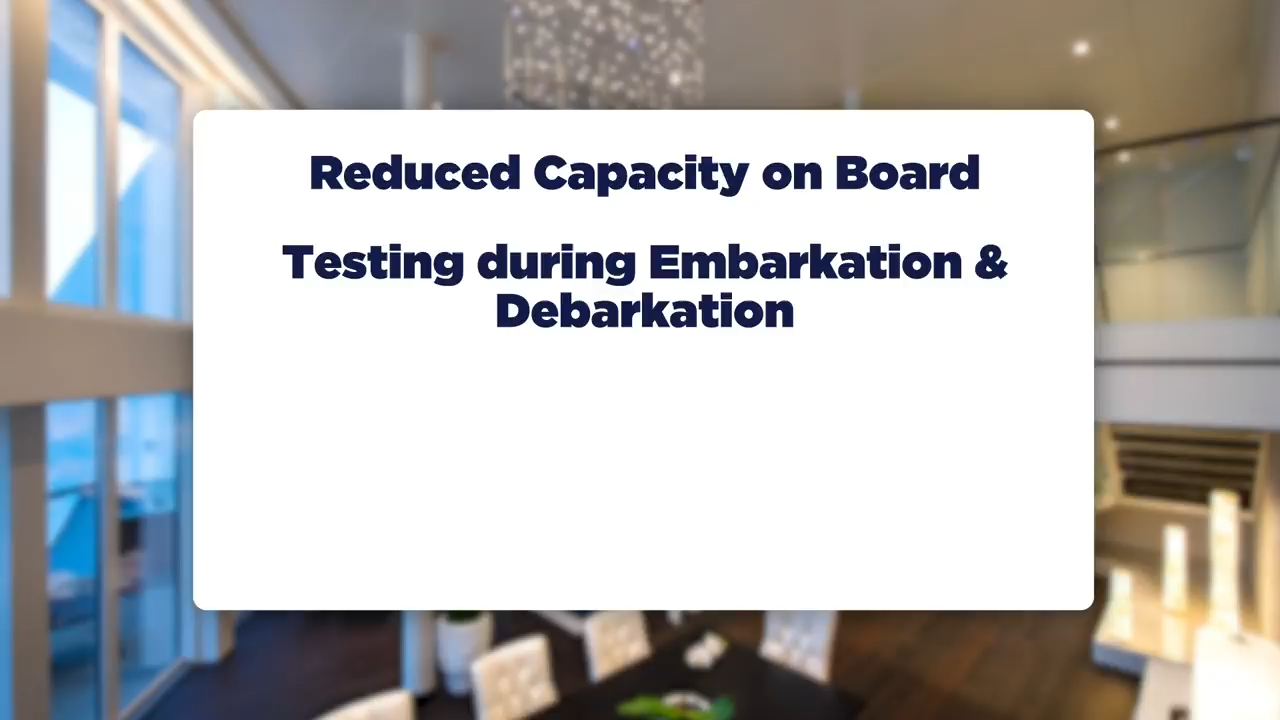 Reduced Capacity on Board
Testing during Embarkation &
Debarkation